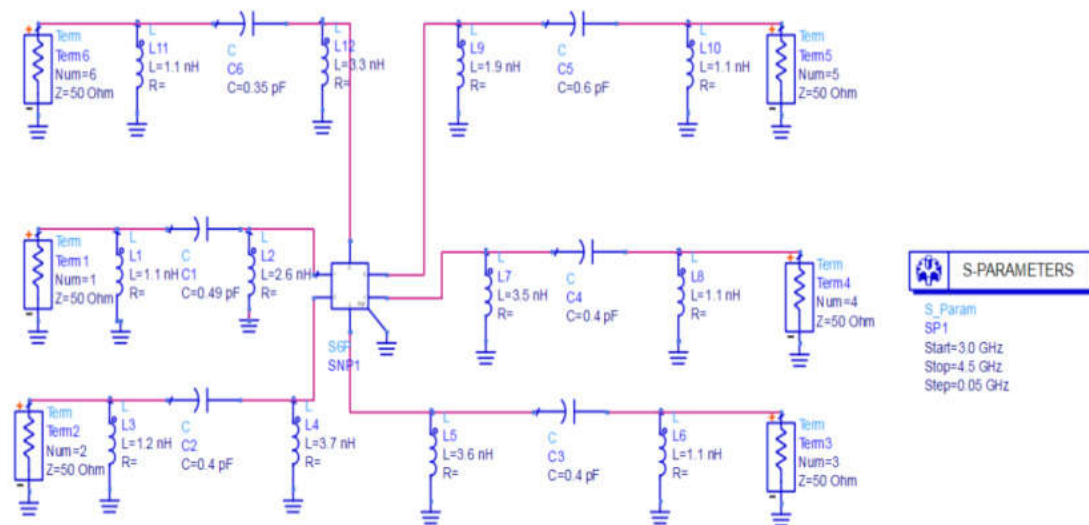 Term
Term6
Num=6
Z=50 Ohm
L
L11
L=1.1 nH
R=
C
C6
C=0.35 pF
L
L12
L=3.3 nH
R=
L
L9
L=1.9 nH
R=
C
C5
C=0.6 pF
L
L10
L=1.1 nH
R=
Term
Term5
Num=5
Z=50 Ohm
Term
Term1
Num=1
Z=50 Ohm
L
L1
L=1.1 nH
R=
C
C1
C=0.49 pF
L
L2
L=2.6 nH
R=
S6P
SNP1
L
L7
L=3.5 nH
R=
C
C4
C=0.4 pF
L
L8
L=1.1 nH
R=
Term
Term4
Num=4
Z=50 Ohm
S-PARAMETERS
S_Param
SP1
Start=3.0 GHz
Stop=4.5 GHz
Step=0.05 GHz
Term
Term2
Num=2
Z=50 Ohm
L
L3
L=1.2 nH
R=
C
C2
C=0.4 pF
L
L4
L=3.7 nH
R=
L
L5
L=3.6 nH
R=
C
C3
C=0.4 pF
L
L6
L=1.1 nH
R=
Term
Term3
Num=3
Z=50 Ohm